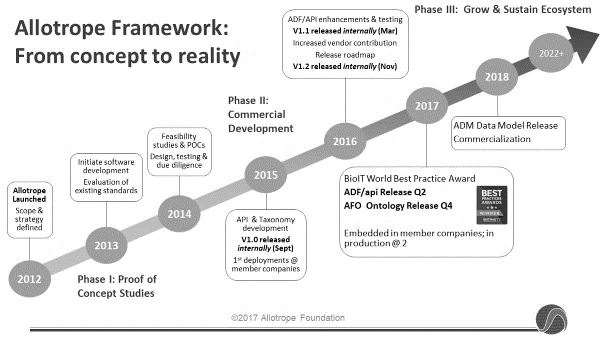 Allotrope Framework:
From concept to reality
Phase III: Grow & Sustain Ecosystem
ADF/API enhancements & testing
V1.1 released internally (Mar)
Increased vendor contribution
Release roadmap
V1.2 released internally (Nov)
2022+
2018
2017
2016
2015
2014
2013
2012
Phase II:
Commercial
Development
ADM Data Model Release
Commercialization
Feasibility
studies & POCs
Design, testing &
due diligence
Initiate software
development
Evaluation of
existing standards
Allotrope
Launched
Scope &
strategy
defined
BioIT World Best Practice Award
ADF/api Release Q2
AFO Ontology Release Q4
Embedded in member companies; in
production @ 2
BEST
PRACTICES
AWARDS
WINNER
API & Taxonomy
development
V1.0 released
internally (Sept)
1st deployments @
member companies
Phase I: Proof of
Concept Studies
©2017 Allotrope Foundation